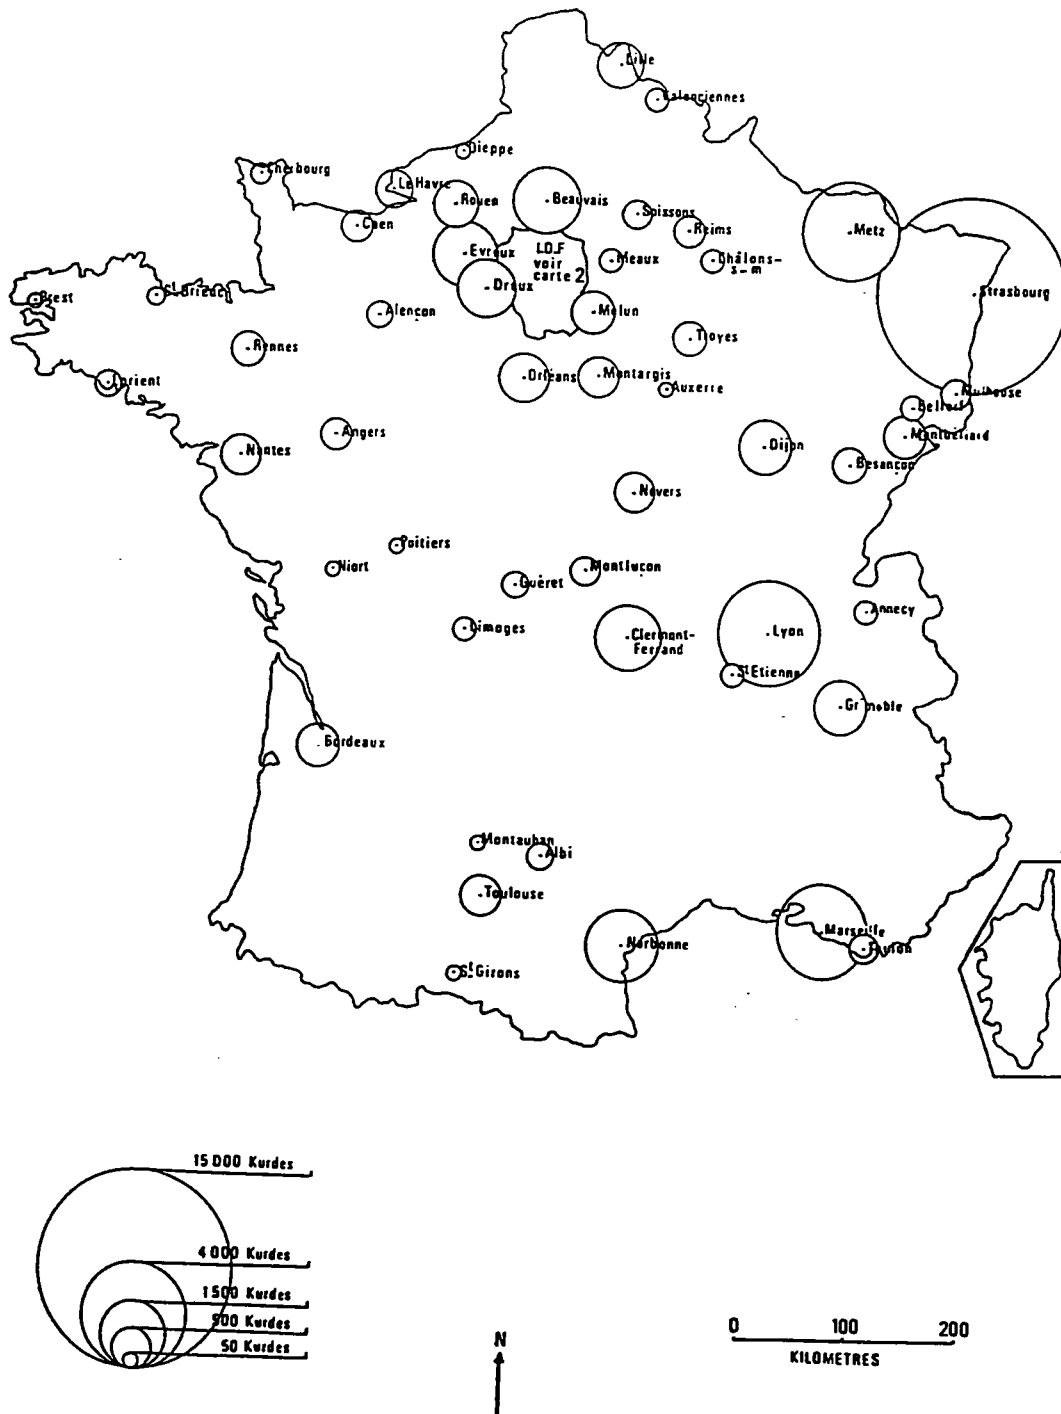 Lille
Valenciennes
Dieppe
Cherbourg
Le Havre
Rouen
Beauvais
Soissons
Caen
Reims
Metz
Evreux
I.D.F
voir
carte 2
Meaux
Châlons-
s-m
Dreux
Strasbourg
Brest
St Brieuc
Alençon
Melun
Troyes
Rennes
Orléans
Montargis
Auxerre
Lorient
Mulhouse
Belfort
Angers
Montbéliard
Nantes
Dijon
Besançon
Nevers
Poitiers
Niort
Montluçon
Guéret
Annecy
Limoges
Clermont-
Ferrand
Lyon
St Etienne
Grenoble
Bordeaux
Montauban
Albi
Toulouse
Marseille
Narbonne
Toulon
St Girons
15 000 Kurdes
4 000 Kurdes
1 500 Kurdes
500 Kurdes
50 Kurdes
N
0 100 200
KILOMETRES